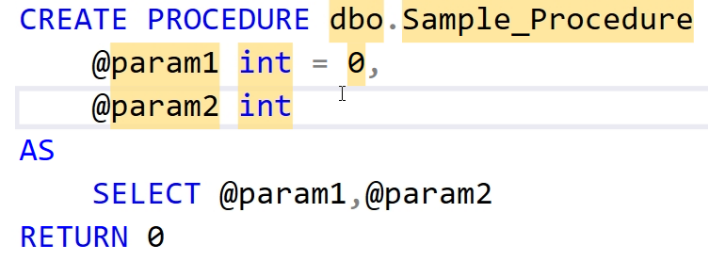 CREATE PROCEDURE dbo.Sample_Procedure
    @param1 int = 0,
    @param2 int
AS
    SELECT @param1,@param2
RETURN 0